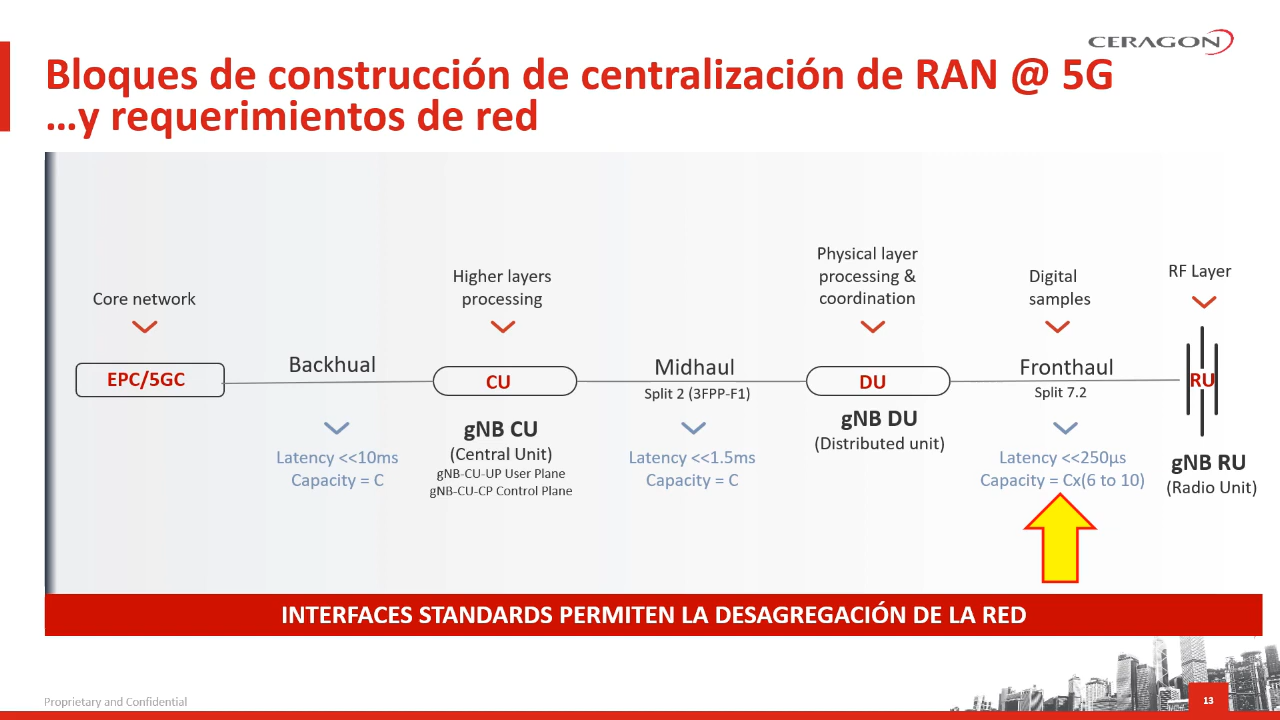 CERAGON
Bloques de construcción de centralización de RAN @ 5G
…y requerimientos de red
Core network
EPC/5GC
Backhual
Latency <<10ms
Capacity = C
Higher layers
processing
CU
gNB CU
(Central Unit)
gNB-CU-UP User Plane
gNB-CU-CP Control Plane
Midhaul
Split 2 (3FPP-F1)
Latency <<1.5ms
Capacity = C
Physical layer
processing &
coordination
DU
gNB DU
(Distributed unit)
Digital
samples
Fronthaul
Split 7.2
Latency <<250µs
Capacity = Cx(6 to 10)
RF Layer
RU
gNB RU
(Radio Unit)
INTERFACES STANDARDS PERMITEN LA DESAGREGACIÓN DE LA RED
Proprietary and Confidential
13